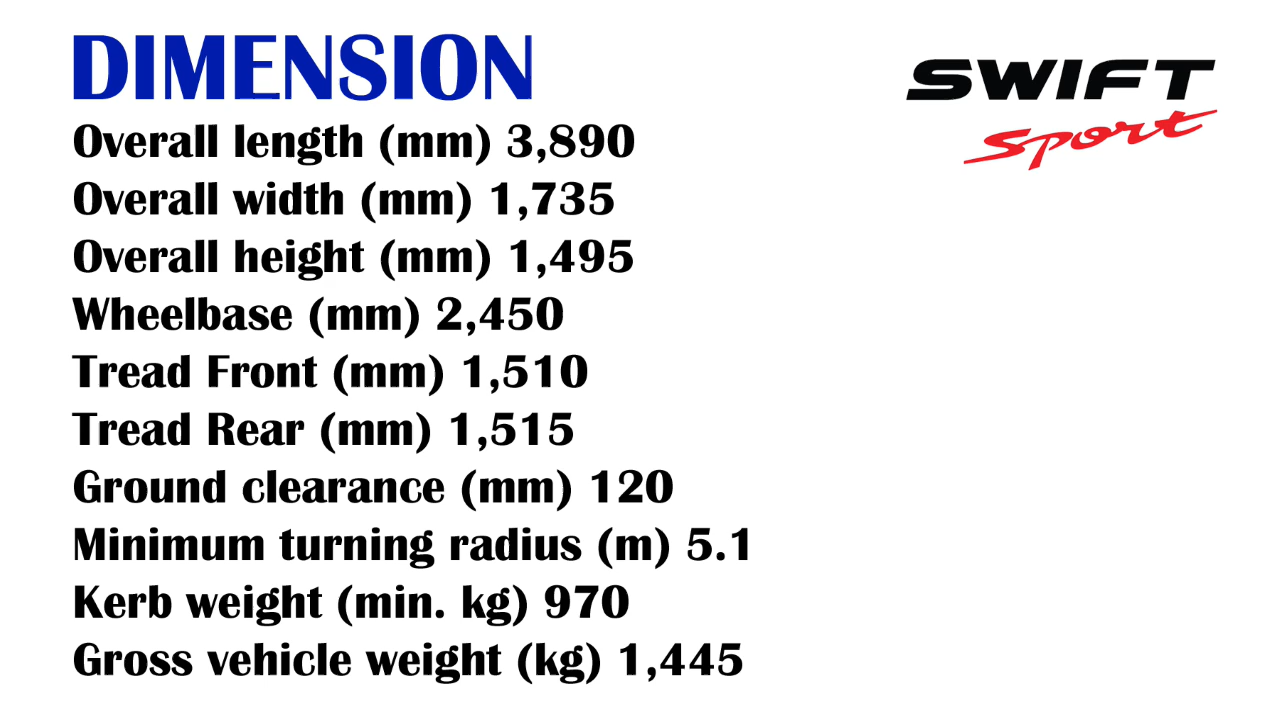 DIMENSION
SWIFT
Sport
Overall length (mm) 3,890
Overall width (mm) 1,735
Overall height (mm) 1,495
Wheelbase (mm) 2,450
Tread Front (mm) 1,510
Tread Rear (mm) 1,515
Ground clearance (mm) 120
Minimum turning radius (m) 5.1
Kerb weight (min. kg) 970
Gross vehicle weight (kg) 1,445